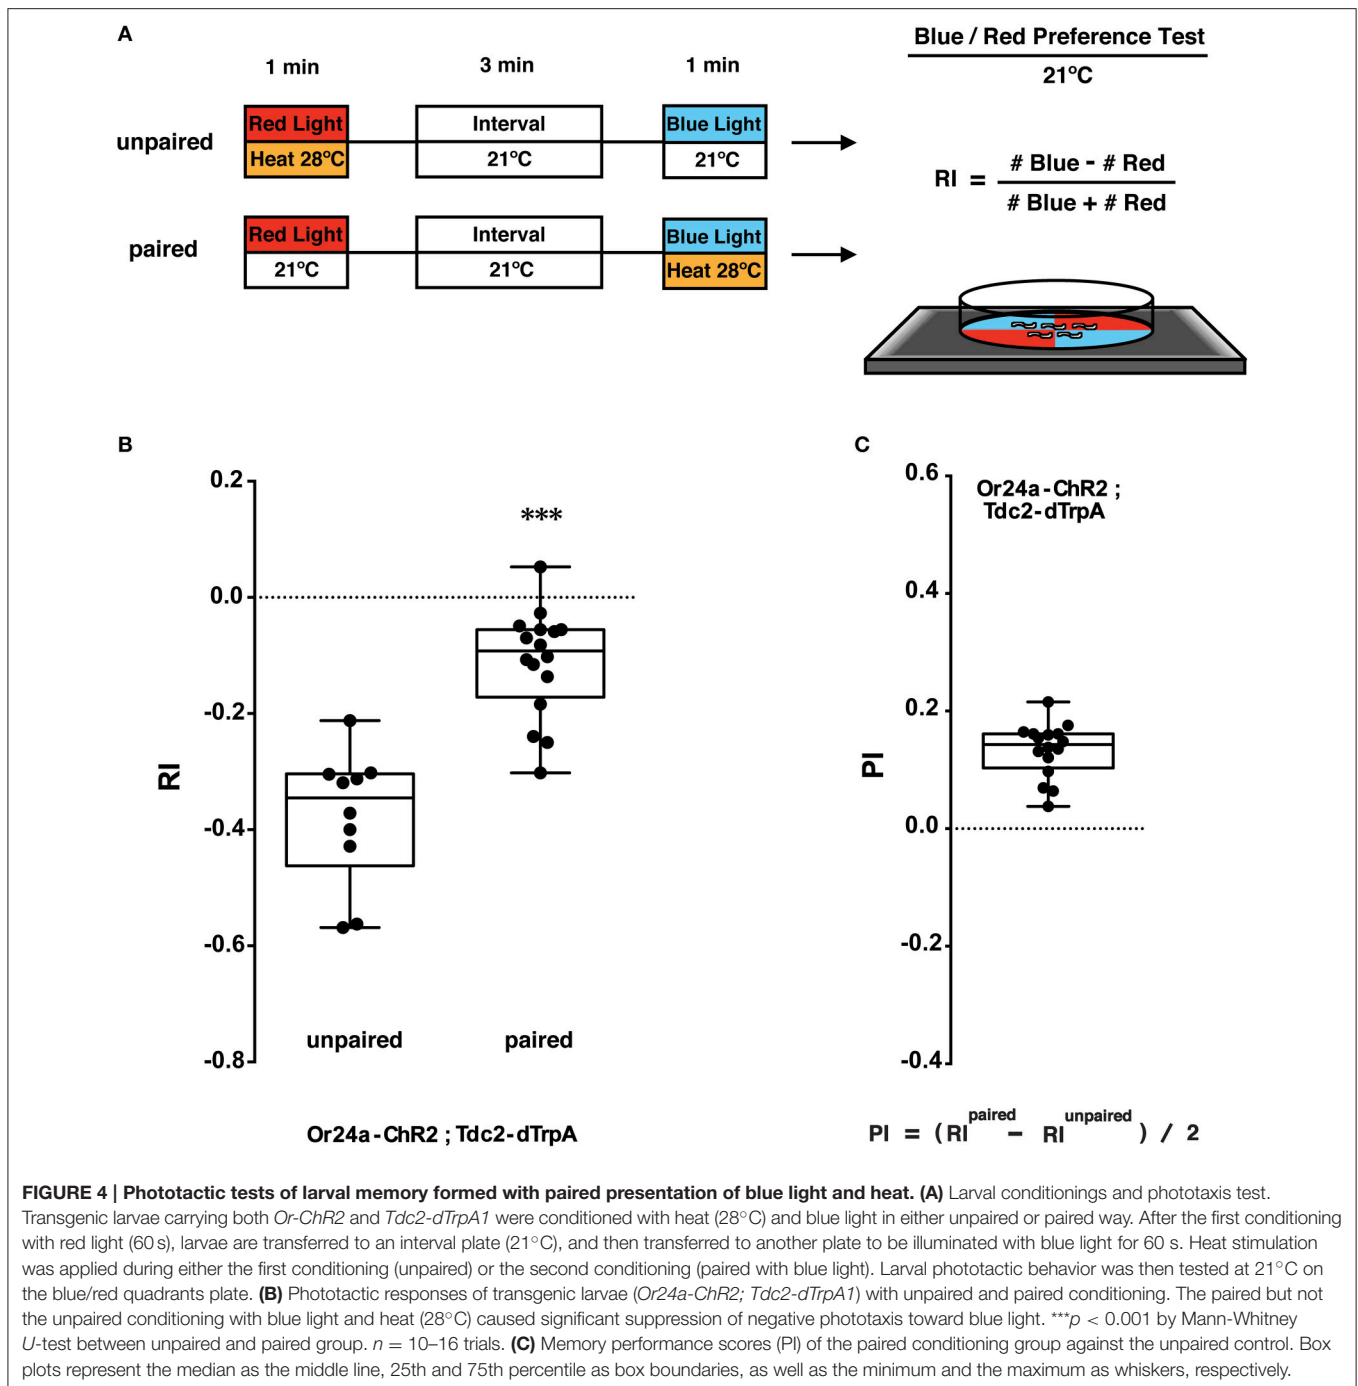 A
1 min 3 min 1 min
Blue / Red Preference Test
21°C
unpaired
Red Light
Heat 28°C
Interval
21°C
Blue Light
21°C
RI = # Blue - # Red
# Blue + # Red
paired
Red Light
21°C
Interval
21°C
Blue Light
Heat 28°C
B
RI
0.2
0.0
-0.2
-0.4
-0.6
-0.8
***
unpaired paired
Or24a-ChR2 ; Tdc2-dTrpA
C
PI
0.6
0.4
0.2
0.0
-0.2
-0.4
Or24a-ChR2 ;
Tdc2-dTrpA
PI = ( RI paired – RI unpaired ) / 2
FIGURE 4 | Phototactic tests of larval memory formed with paired presentation of blue light and heat. (A) Larval conditionings and phototaxis test.
Transgenic larvae carrying both Or-ChR2 and Tdc2-dTrpA1 were conditioned with heat (28°C) and blue light in either unpaired or paired way. After the first conditioning
with red light (60 s), larvae are transferred to an interval plate (21°C), and then transferred to another plate to be illuminated with blue light for 60 s. Heat stimulation
was applied during either the first conditioning (unpaired) or the second conditioning (paired with blue light). Larval phototactic behavior was then tested at 21°C on
the blue/red quadrants plate. (B) Phototactic responses of transgenic larvae (Or24a-ChR2; Tdc2-dTrpA1) with unpaired and paired conditioning. The paired but not
the unpaired conditioning with blue light and heat (28°C) caused significant suppression of negative phototaxis toward blue light. ***p < 0.001 by Mann-Whitney
U-test between unpaired and paired group. n = 10–16 trials. (C) Memory performance scores (PI) of the paired conditioning group against the unpaired control. Box
plots represent the median as the middle line, 25th and 75th percentile as box boundaries, as well as the minimum and the maximum as whiskers, respectively.